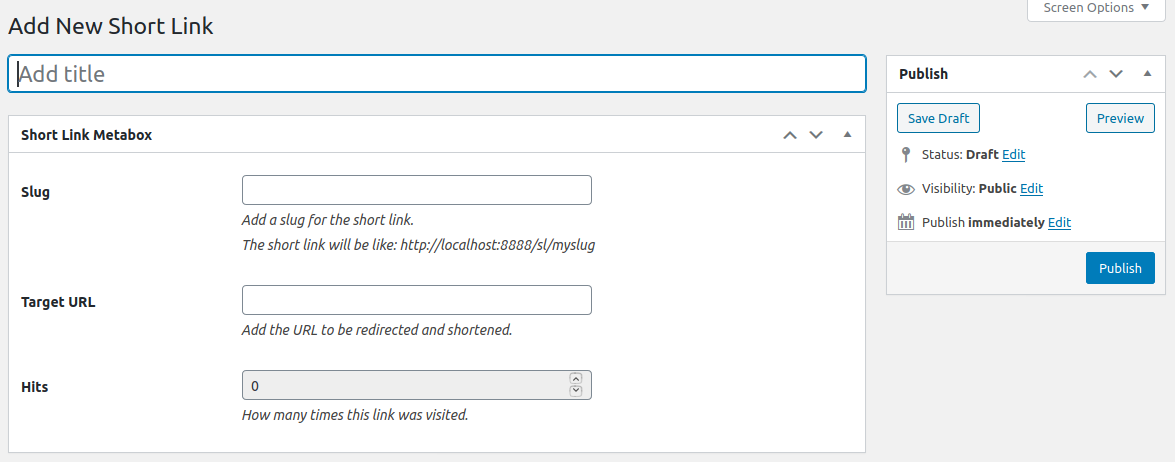 Screen Options
Add New Short Link
Add title
Short Link Metabox
Slug
Add a slug for the short link.
The short link will be like: http://localhost:8888/sl/myslug
Target URL
Add the URL to be redirected and shortened.
Hits
0
How many times this link was visited.
Publish
Save Draft
Preview
Status: Draft Edit
Visibility: Public Edit
Publish immediately Edit
Publish